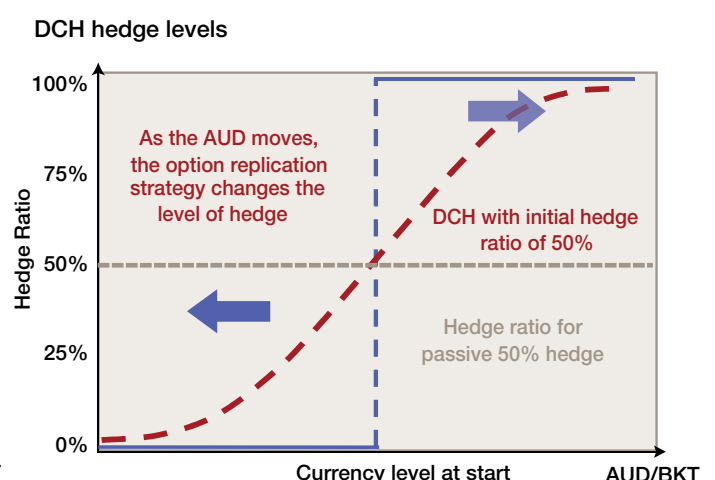 DCH hedge levels
100%
75%
50%
25%
0%
Hedge Ratio
As the AUD moves,
the option replication
strategy changes the
level of hedge
DCH with initial hedge
ratio of 50%
Hedge ratio for
passive 50% hedge
Currency level at start
AUD/BKT